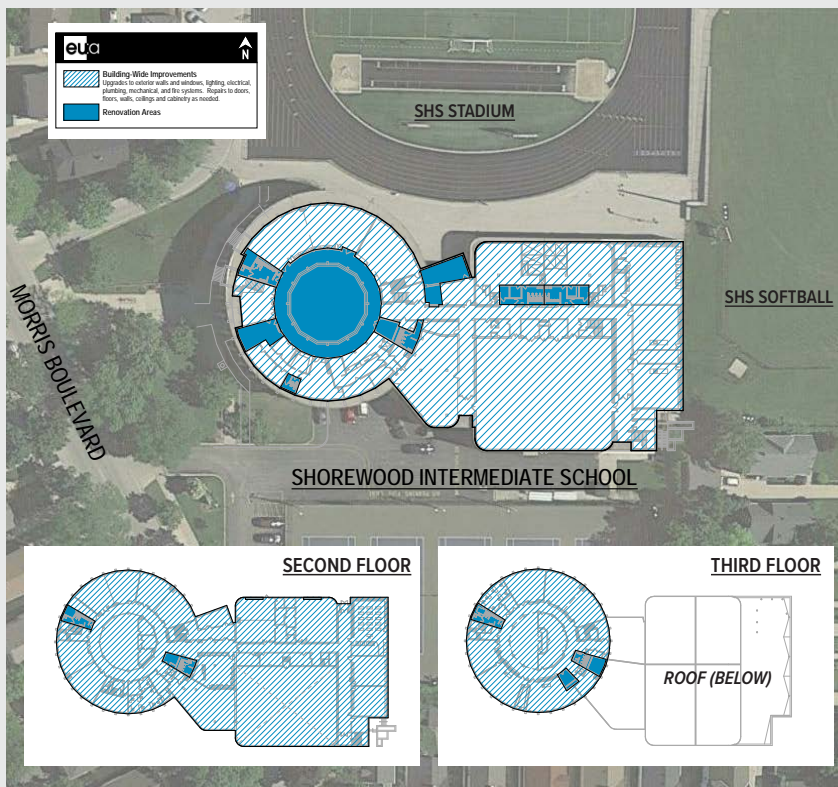 eu:a
N
Building-Wide Improvements
Upgrades to exterior walls and windows, lighting, electrical,
plumbing, mechanical, and fire systems. Repairs to doors,
floors, walls, ceilings and cabinetry as needed.
Renovation Areas
SHS STADIUM
SHS SOFTBALL
MORRIS BOULEVARD
SHOREWOOD INTERMEDIATE SCHOOL
SECOND FLOOR
THIRD FLOOR
ROOF (BELOW)